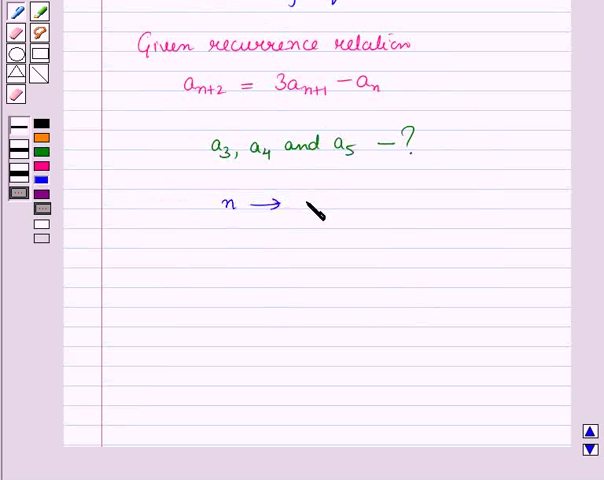 Given recurrence relation
aₙ₊₂ = 3aₙ₊₁ − aₙ
a₃, a₄ and a₅ − ?
n →